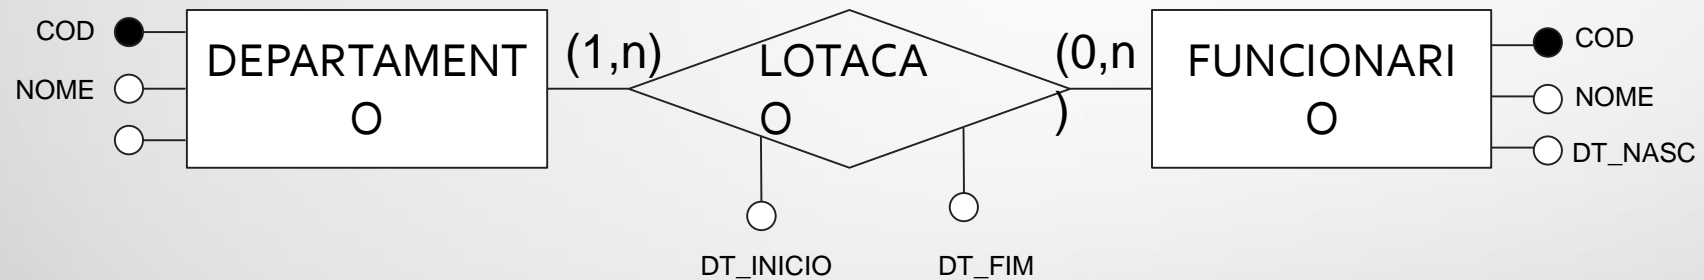 COD
NOME
DEPARTAMENT
O
(1,n)
LOTACA
O
(0,n
)
FUNCIONARI
O
COD
NOME
DT_NASC
DT_INICIO
DT_FIM